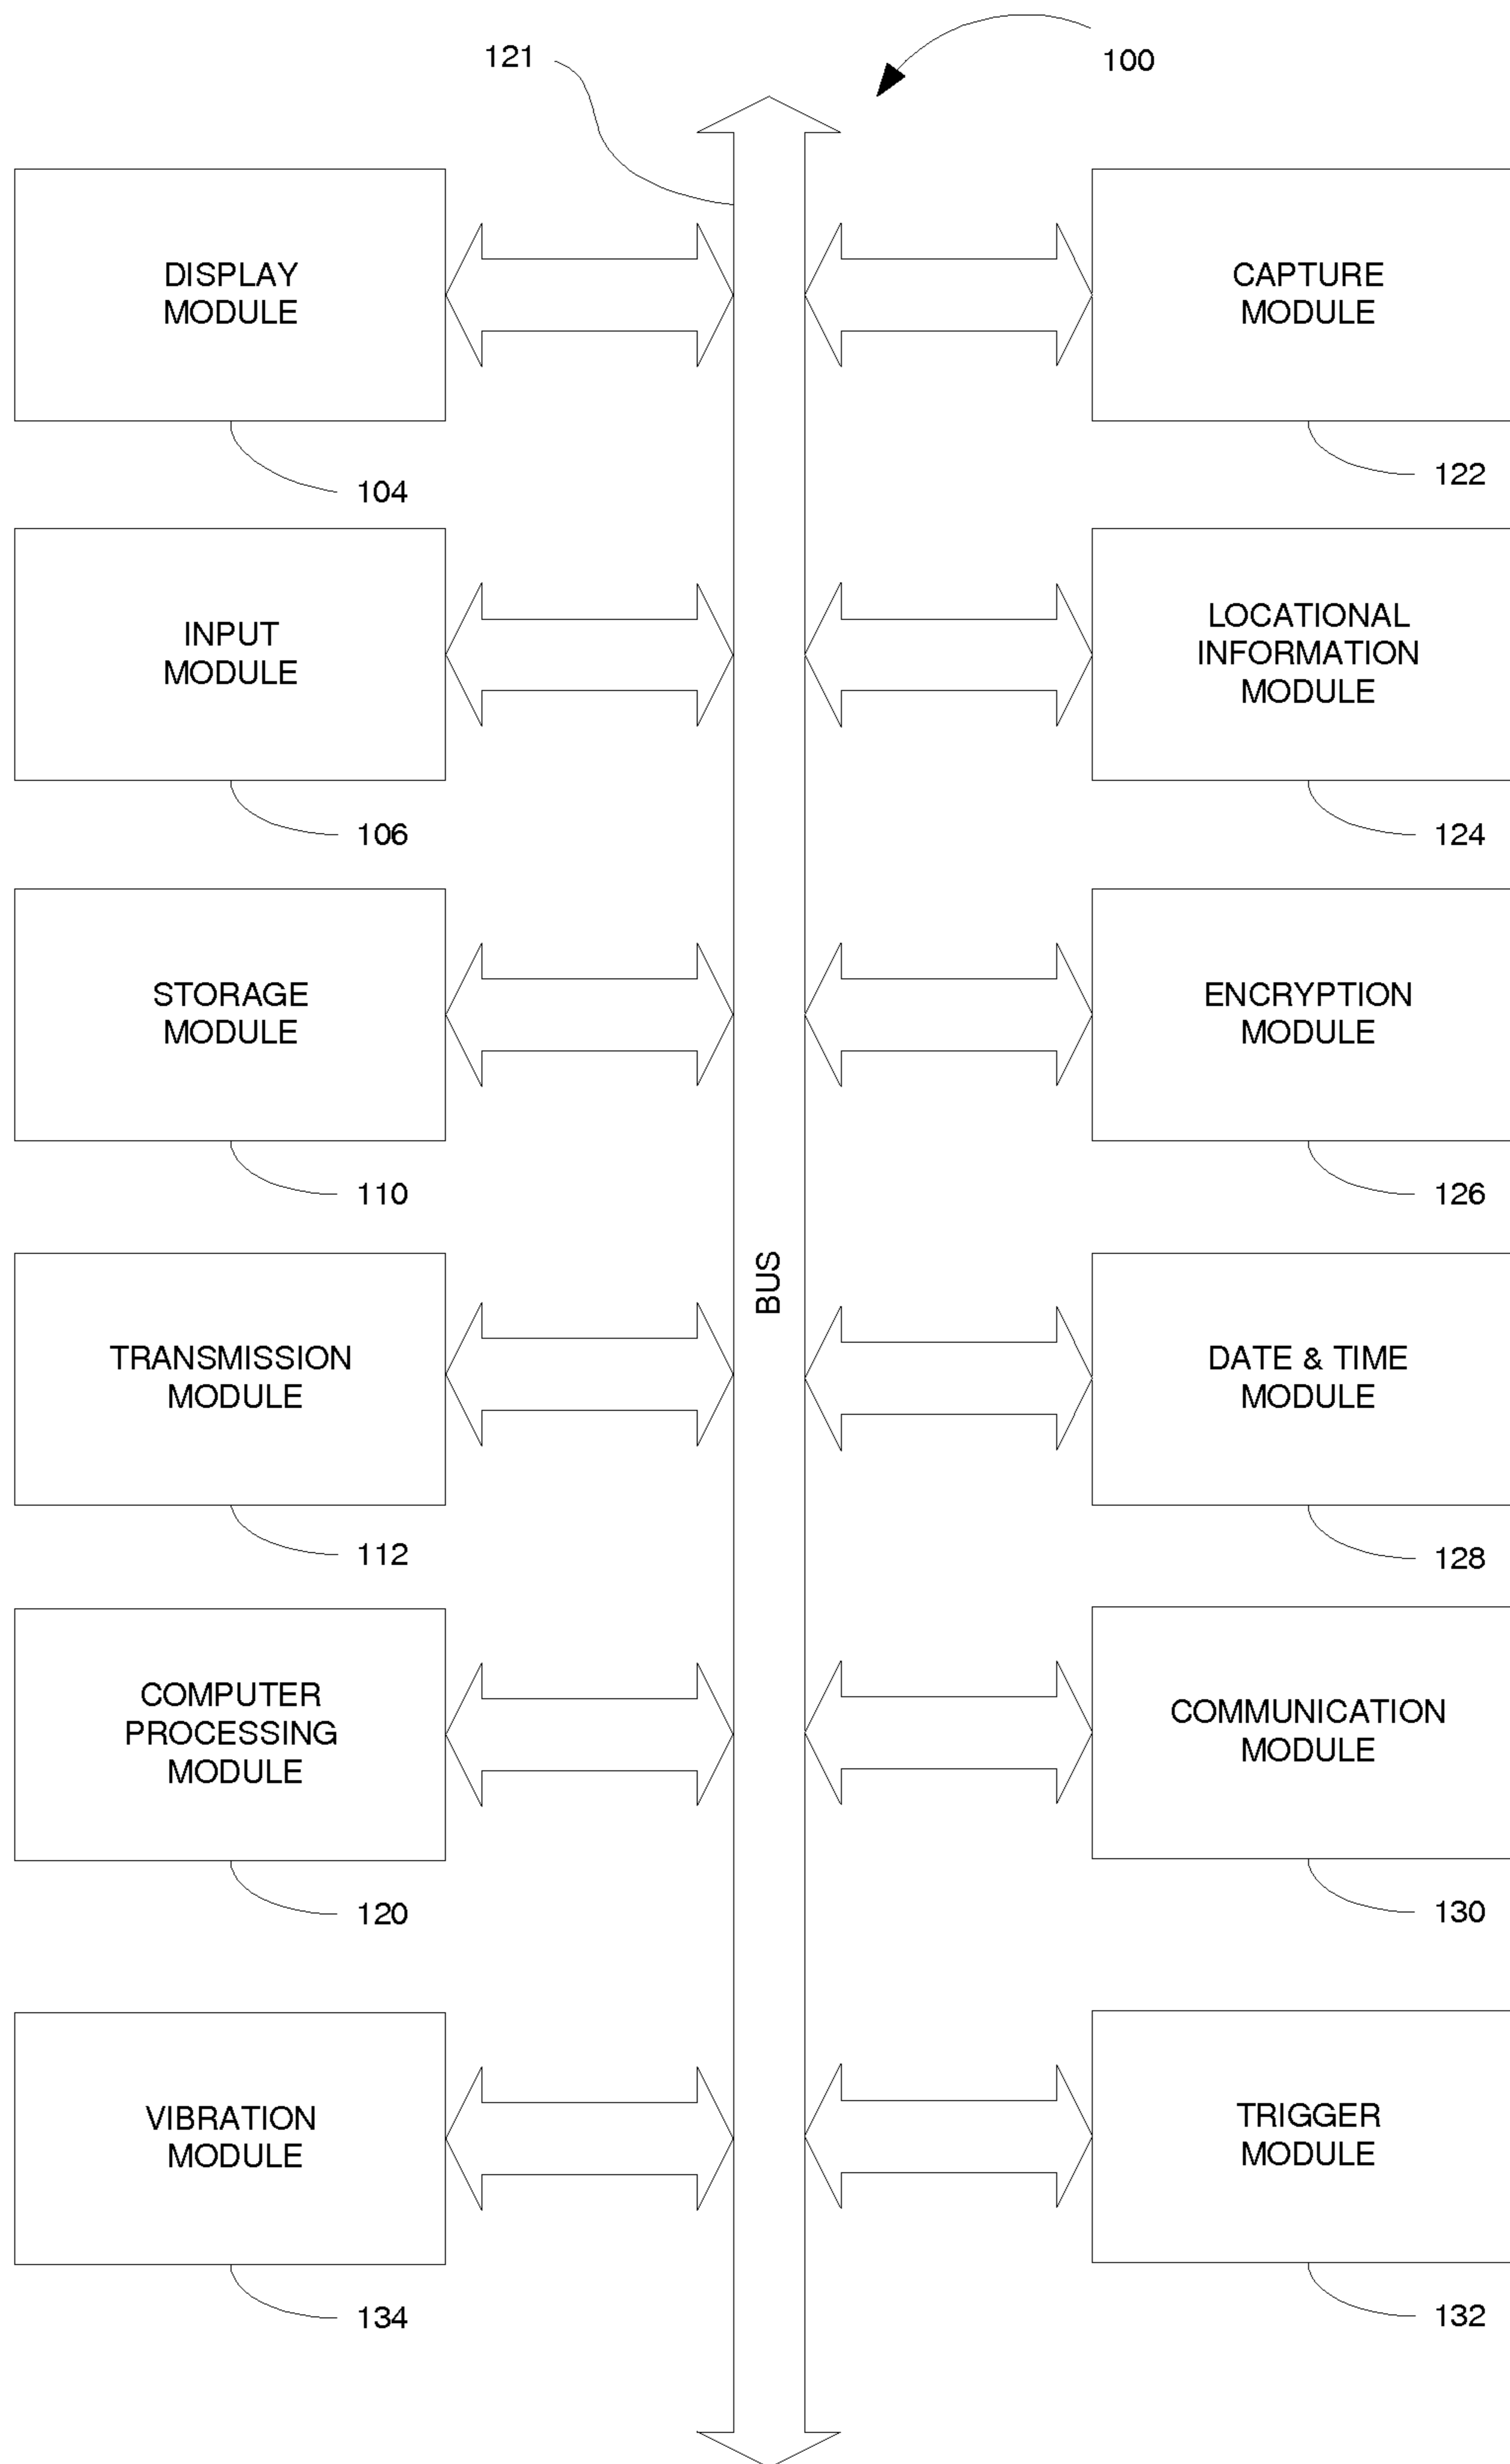 121
100
DISPLAY
MODULE
104
CAPTURE
MODULE
122
INPUT
MODULE
106
LOCATIONAL
INFORMATION
MODULE
124
STORAGE
MODULE
110
ENCRYPTION
MODULE
126
BUS
TRANSMISSION
MODULE
112
DATE & TIME
MODULE
128
COMPUTER
PROCESSING
MODULE
120
COMMUNICATION
MODULE
130
VIBRATION
MODULE
134
TRIGGER
MODULE
132